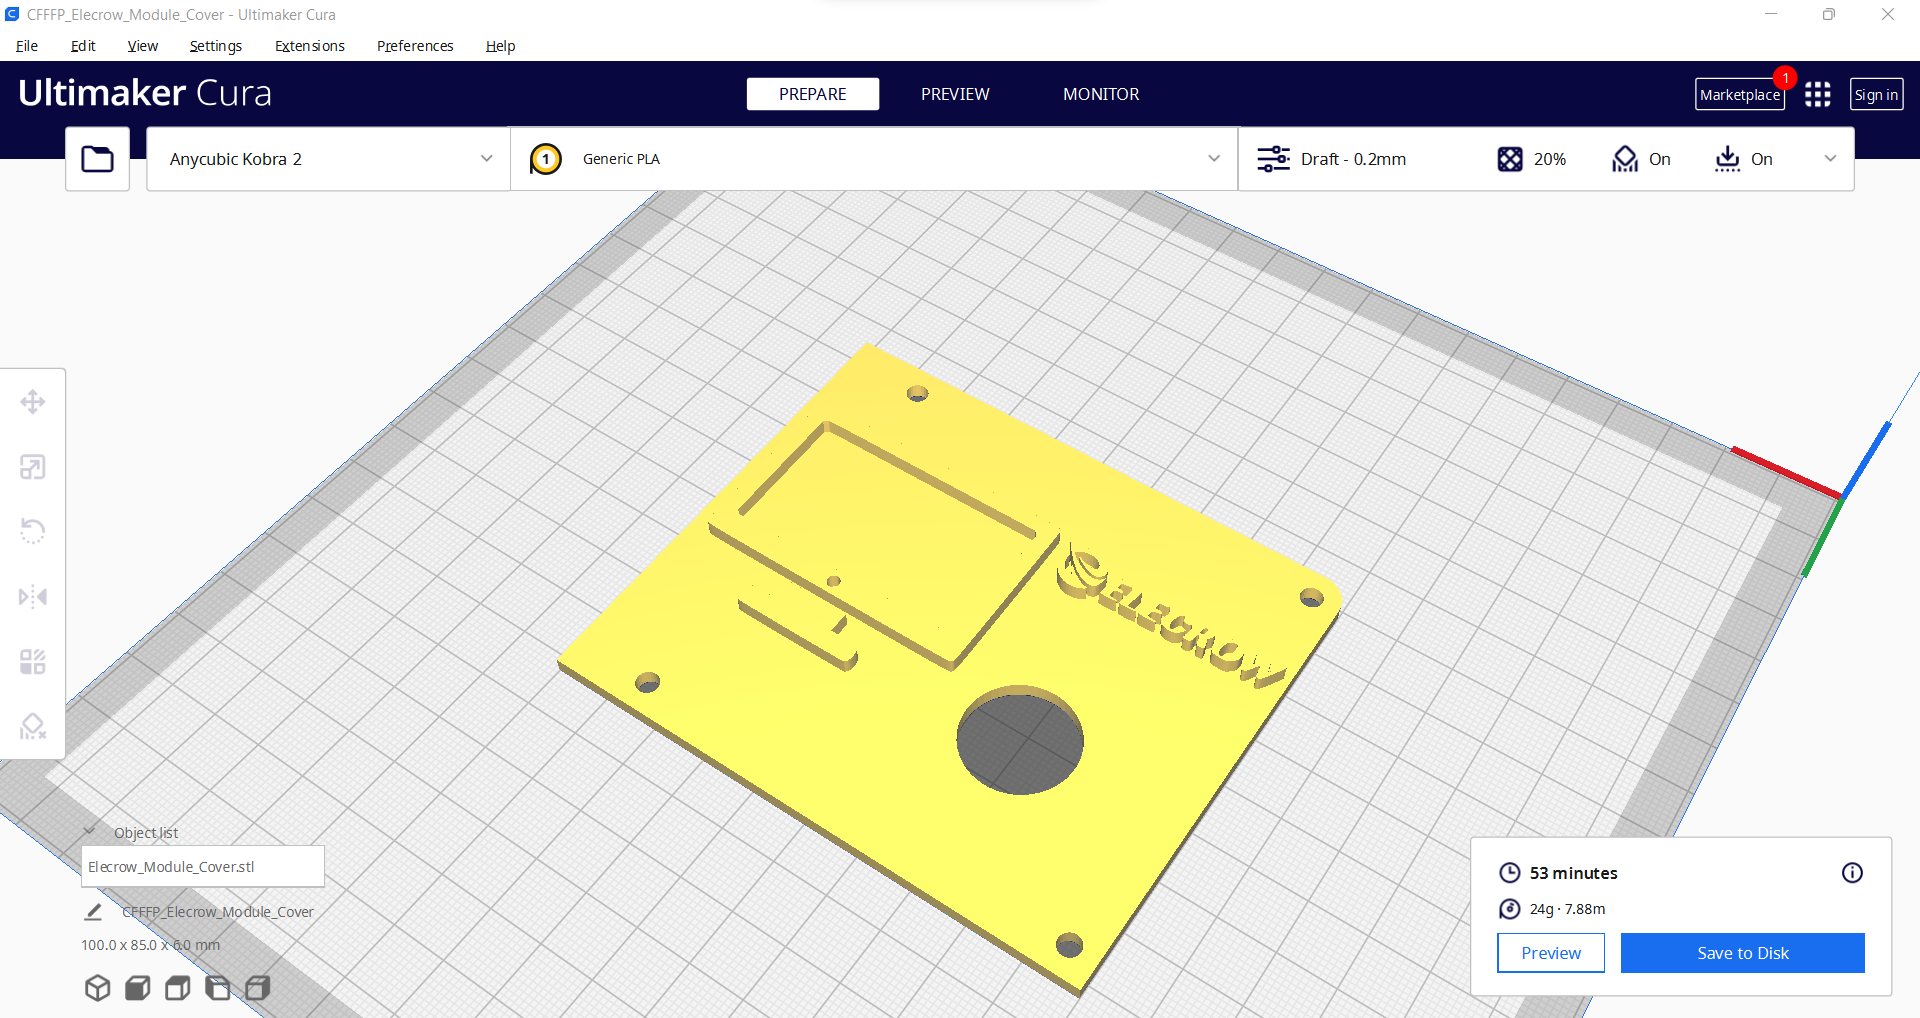 CFFFP_Elecrow_Module_Cover - Ultimaker Cura
File Edit View Settings Extensions Preferences Help
Ultimaker Cura
PREPARE PREVIEW MONITOR
Marketplace 1 Sign in
Anycubic Kobra 2
1 Generic PLA
Draft - 0.2mm 20% On On
ELECROW
Object list
Elecrow_Module_Cover.stl
CFFFP_Elecrow_Module_Cover
100.0 x 85.0 x 6.0 mm
53 minutes
24g · 7.88m
Preview Save to Disk